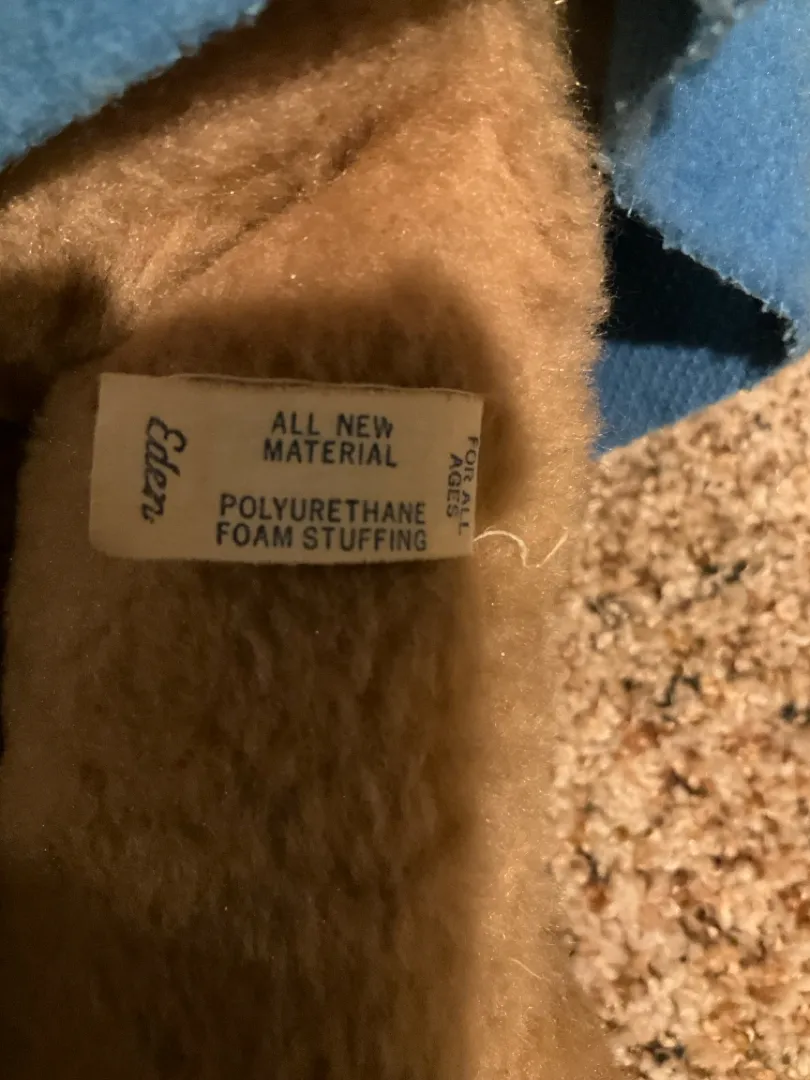 Eden
ALL NEW
MATERIAL
POLYURETHANE
FOAM STUFFING
FOR ALL
AGES